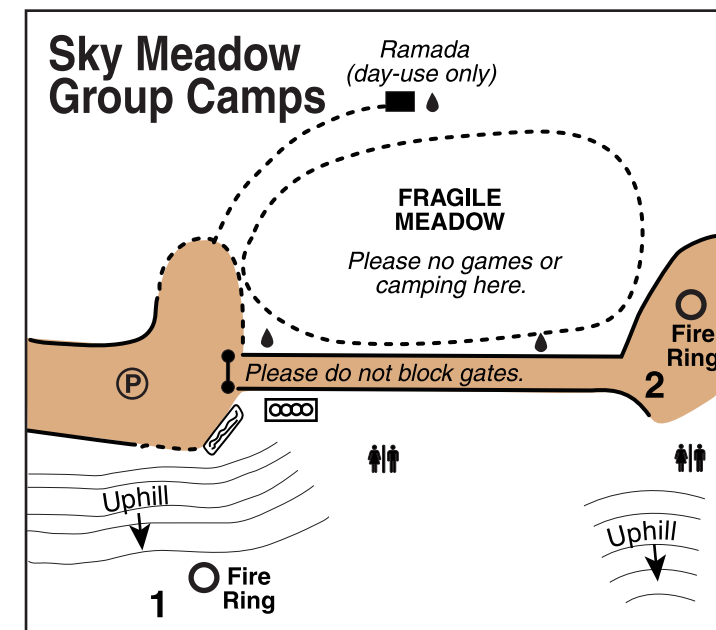 Sky Meadow
Group Camps
Ramada
(day-use only)
FRAGILE
MEADOW
Please no games or
camping here.
Fire
Ring
2
P
Please do not block gates.
Uphill
Uphill
Fire
Ring
1